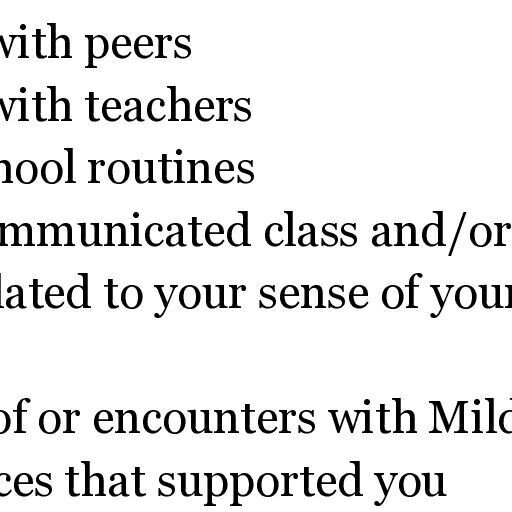 with peers
with teachers
hool routines
mmunicated class and/or
lated to your sense of your
of or encounters with Mild
ces that supported you